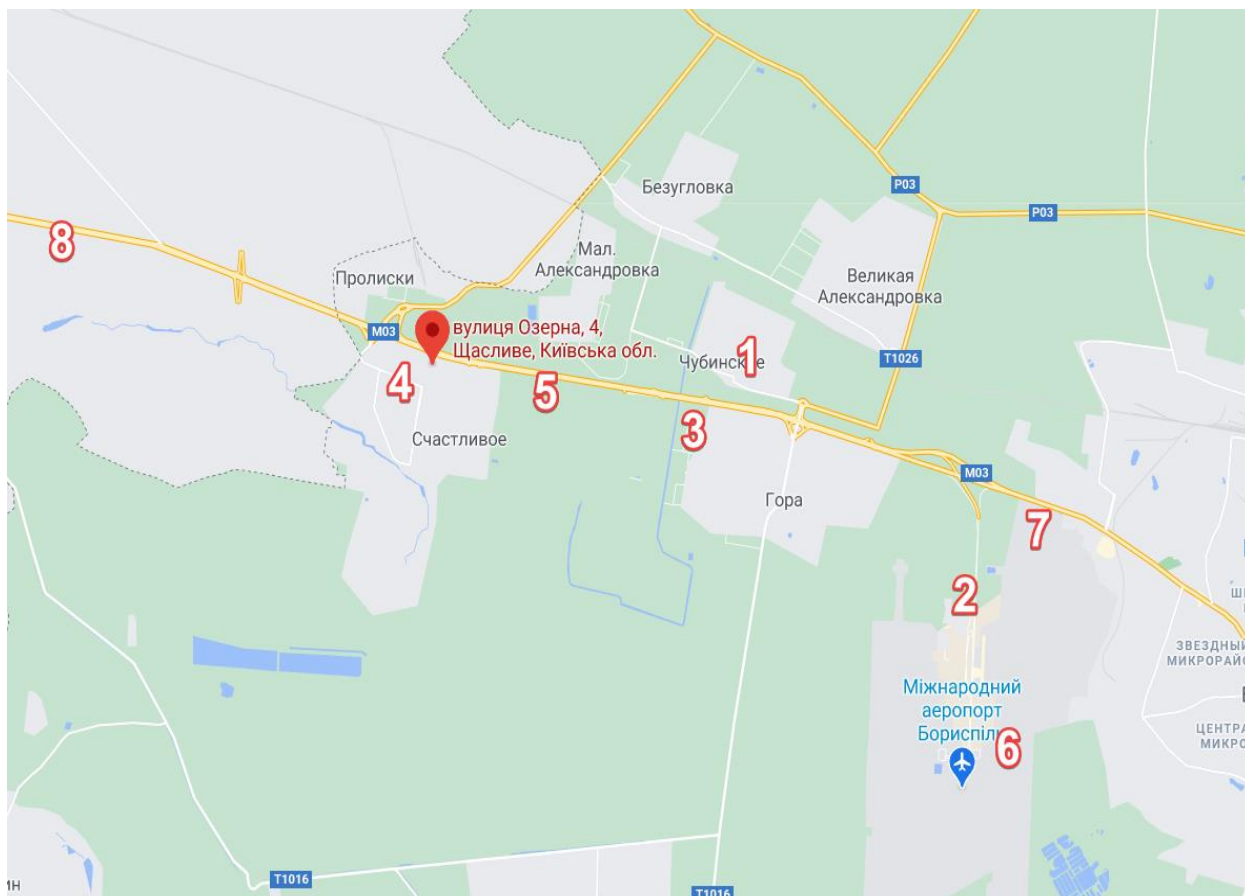 Безугловка
P03
P03
8
Мал.
Александровка
Пролиски
Великая
Александровка
M03
вулиця Озерна, 4,
Щасливе, Київська обл.
1
Чубинское
T1026
4
5
3
Счастливое
M03
Гора
7
2
ЗВЕЗДНЫЙ
МИКРОРАЙО
Міжнародний
аеропорт
Бориспіль
6
ЦЕНТРА
МИКРО
T1016
T1016